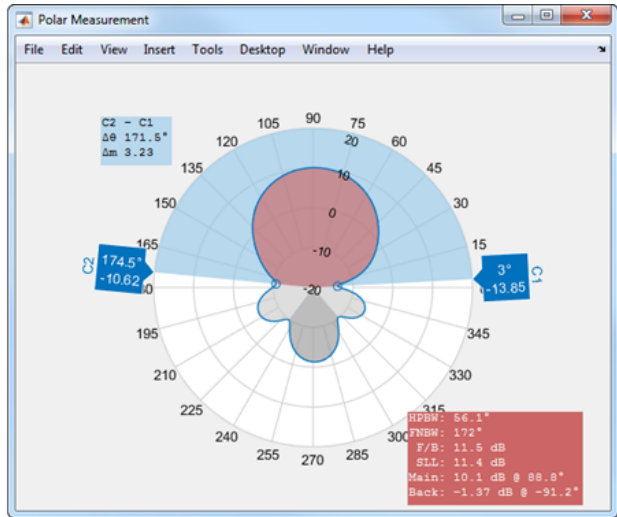 Polar Measurement
File Edit View Insert Tools Desktop Window Help
C2 - C1
Δθ 171.5°
Δm 3.23
90
105
75
120
60
135
45
150
30
165
15
20
10
0
-10
-20
C2
174.5°
-10.62
3°
-13.85
C1
195
345
210
330
225
315
240
300
255
285
270
HPBW: 56.1°
FNBW: 172°
F/B: 11.5 dB
SLL: 11.4 dB
Main: 10.1 dB @ 88.8°
Back: -1.37 dB @ -91.2°